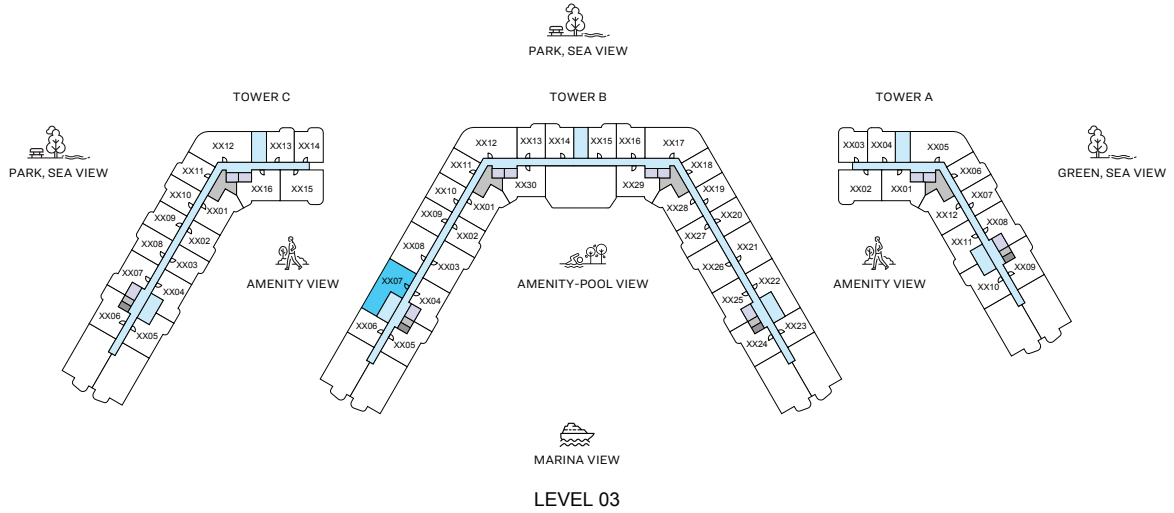 PARK, SEA VIEW
TOWER C
TOWER B
TOWER A
PARK, SEA VIEW
GREEN, SEA VIEW
XX12
XX13
XX14
XX11
XX10
XX09
XX08
XX07
XX06
XX05
XX04
XX03
XX02
XX01
XX16
XX15
XX12
XX13
XX14
XX15
XX16
XX17
XX11
XX10
XX09
XX08
XX07
XX06
XX05
XX04
XX03
XX02
XX01
XX30
XX29
XX28
XX27
XX26
XX25
XX24
XX23
XX22
XX21
XX20
XX19
XX18
XX03
XX04
XX05
XX02
XX01
XX06
XX07
XX08
XX09
XX10
XX11
XX12
AMENITY VIEW
AMENITY-POOL VIEW
AMENITY VIEW
MARINA VIEW
LEVEL 03